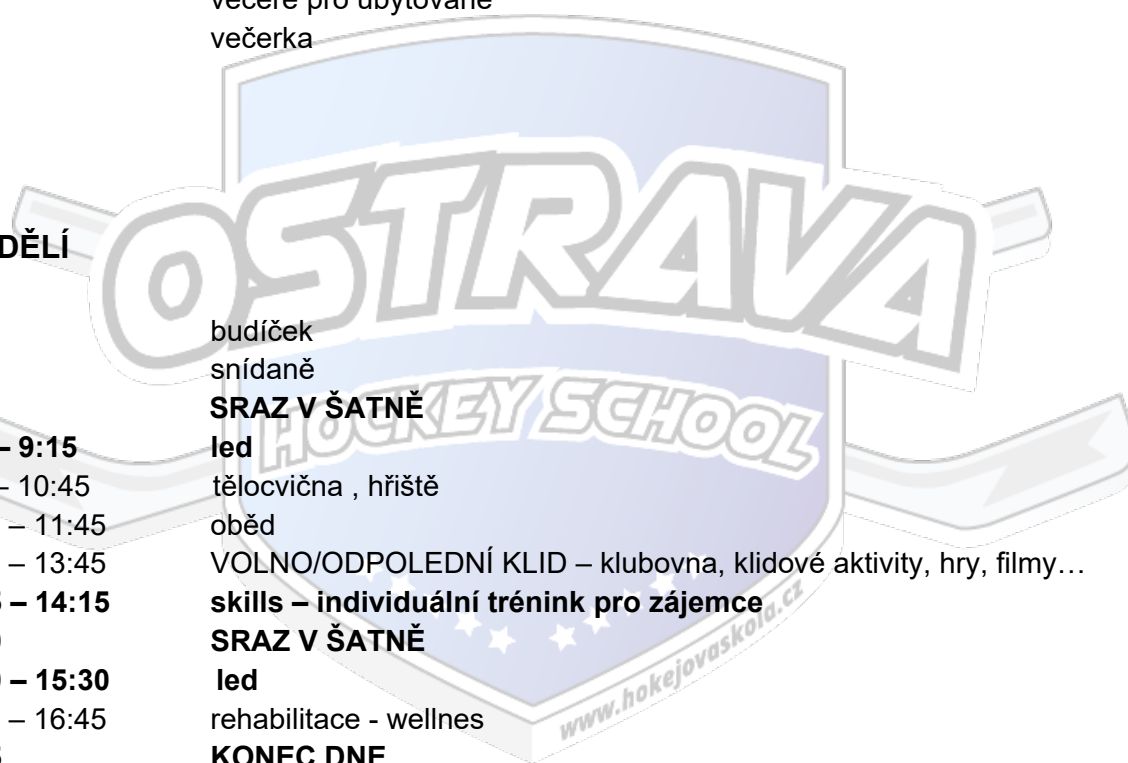 večeře pro ubytované
večerka
OSTRAVA
DĚLÍ
budíček
snídaně
SRAZ V ŠATNĚ
HOCKEY SCHOOL
– 9:15 led
– 10:45 tělocvična , hřiště
– 11:45 oběd
– 13:45 VOLNO/ODPOLEDNÍ KLID – klubovna, klidové aktivity, hry, filmy…
– 14:15 skills – individuální trénink pro zájemce
SRAZ V ŠATNĚ
– 15:30 led
www.hokejovaskola.cz
– 16:45 rehabilitace - wellnes
KONEC DNE